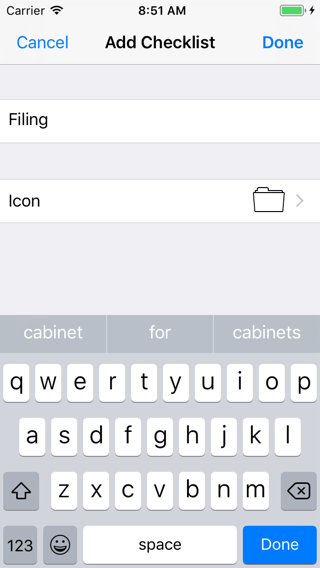 Carrier 8:51 AM
Cancel Add Checklist Done
Filing
Icon
cabinet for cabinets
q w e r t y u i o p
a s d f g h j k l
z x c v b n m
123 space Done